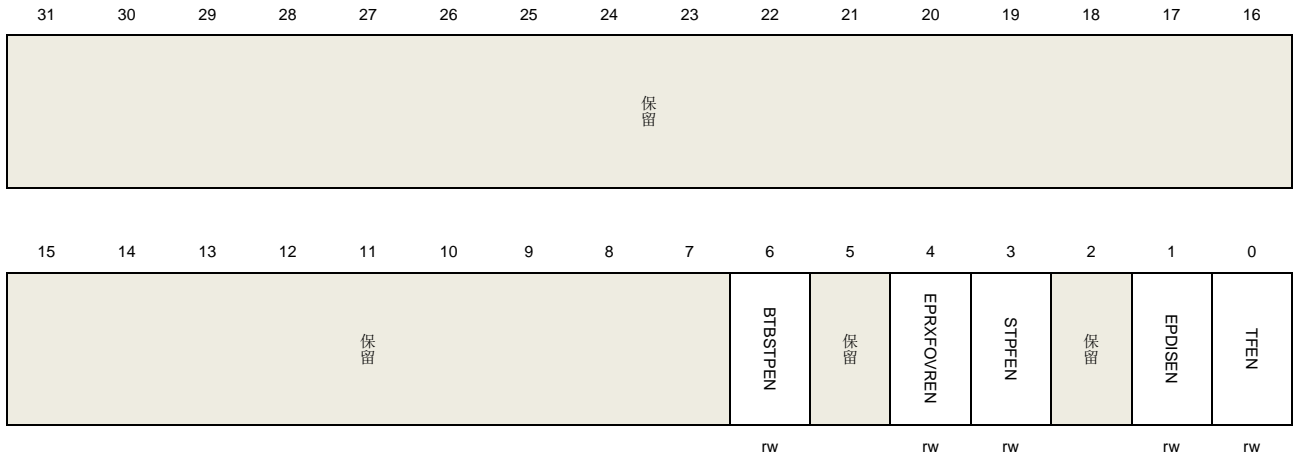 31 30 29 28 27 26 25 24 23 22 21 20 19 18 17 16
保留
15 14 13 12 11 10 9 8 7 6 5 4 3 2 1 0
保留 BTBSTPEN 保留 EPRXFOVREN STPFEN 保留 EPDISEN TFEN
rw rw rw rw rw